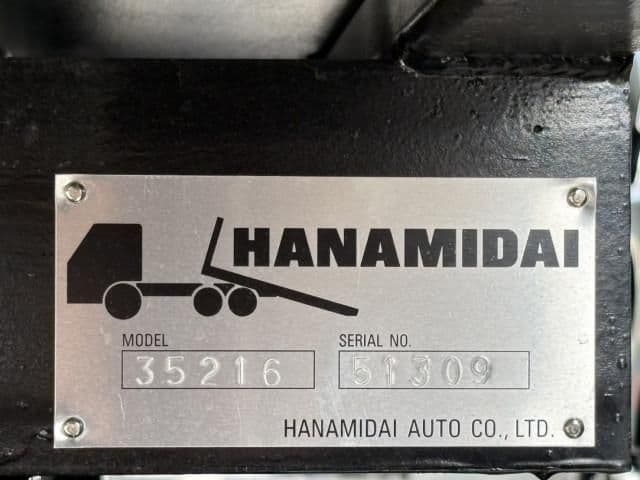 HANAMIDAI
MODEL SERIAL NO.
35216 51309
HANAMIDAI AUTO CO., LTD.